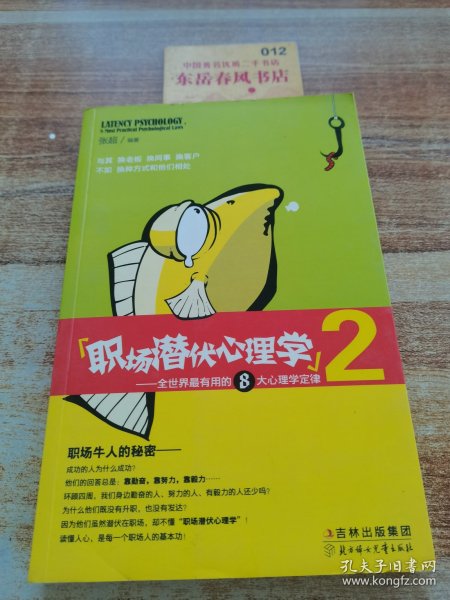 012
中国著名民将二手书店
东岳春风书店
LATENCY PSYCHOLOGY
8 Most Practical Psychological Laws
张超 / 编著
与其 换老板 换同事 换客户
不如 换种方式和他们相处
「职场潜伏心理学」2
——全世界最有用的8大心理学定律
职场牛人的秘密——
成功的人为什么成功?
他们的回答总是:靠勤奋,靠努力,靠毅力……
环顾四周,我们身边勤奋的人、努力的人、有毅力的人还少吗?
为什么他们既没有升职,也没有发达?
因为他们虽然潜伏在职场,却不懂“职场潜伏心理学”!
读懂人心、是每一个职场人的基本功!
吉林出版集团
北方妇女儿童出版社
孔夫子旧书网
www.kongfz.com